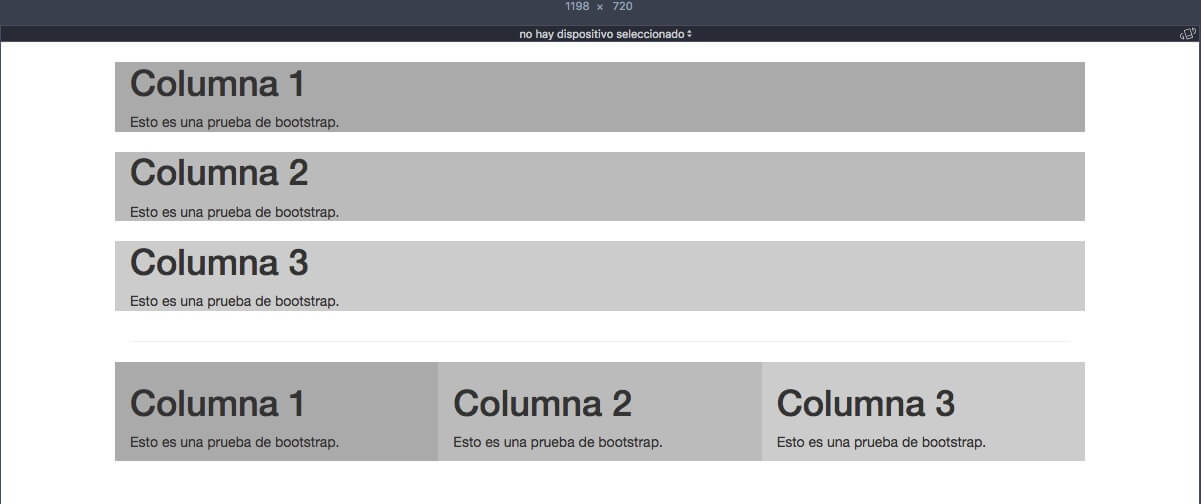 1198 × 720
no hay dispositivo seleccionado
Columna 1
Esto es una prueba de bootstrap.
Columna 2
Esto es una prueba de bootstrap.
Columna 3
Esto es una prueba de bootstrap.
Columna 1
Esto es una prueba de bootstrap.
Columna 2
Esto es una prueba de bootstrap.
Columna 3
Esto es una prueba de bootstrap.